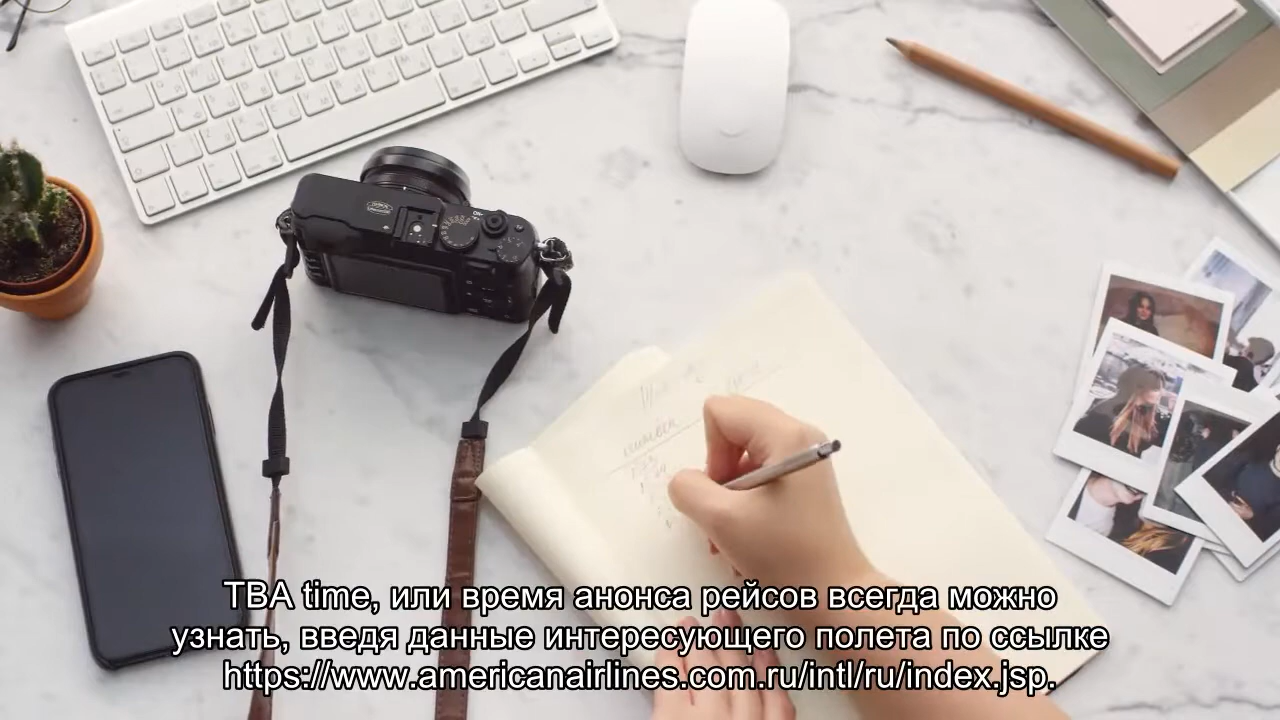 TBA time, или время анонса рейсов всегда можно
узнать, введя данные интересующего полета по ссылке
https://www.americanairlines.com.ru/intl/ru/index.jsp.